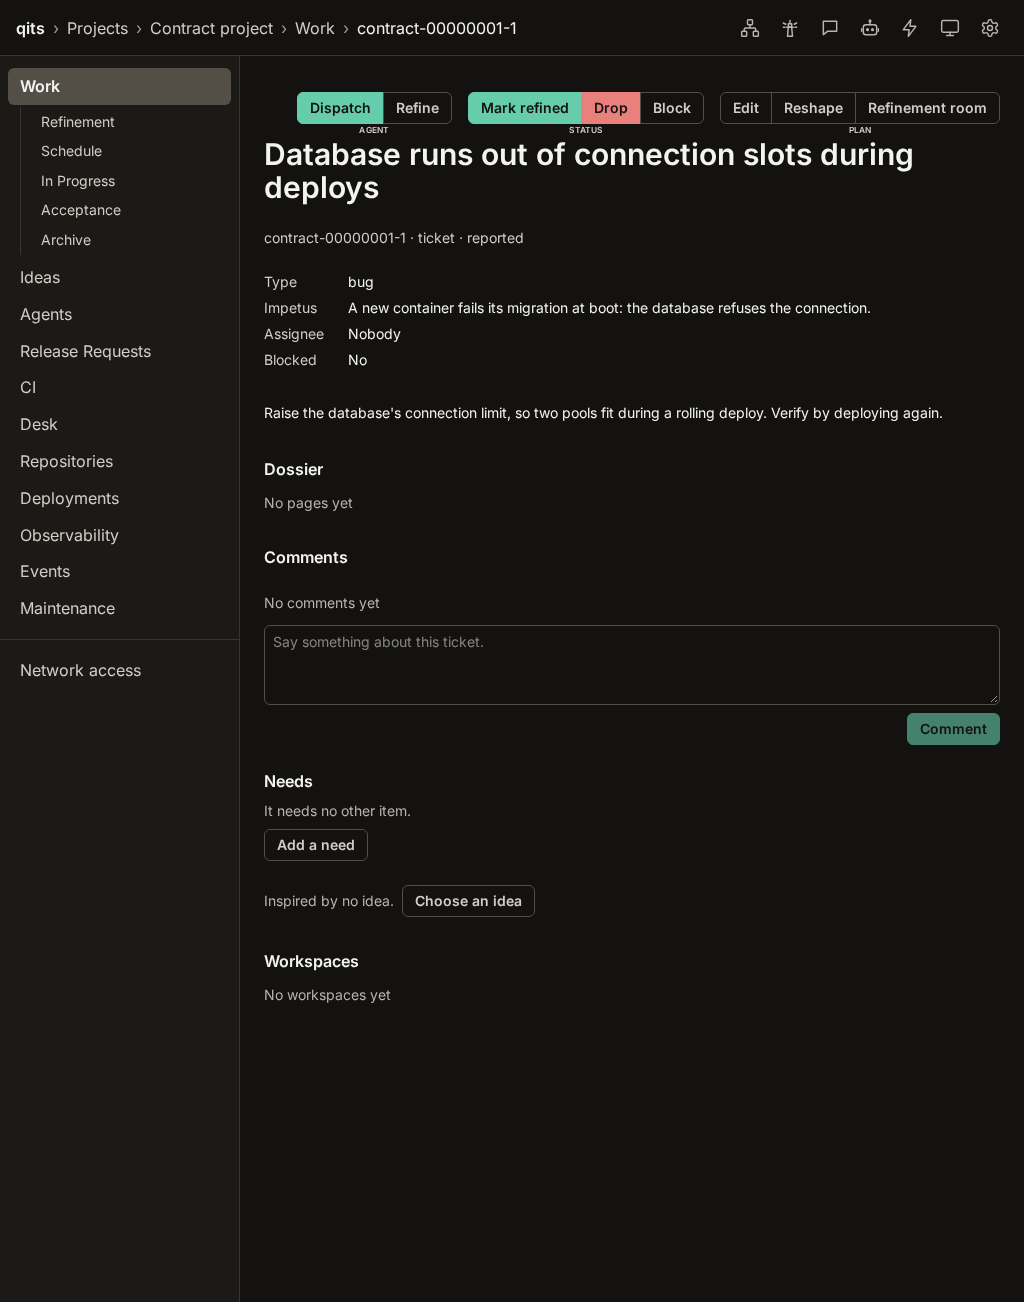 qits › Projects › Contract project › Work › contract-00000001-1
Work
Refinement
Schedule
In Progress
Acceptance
Archive
Ideas
Agents
Release Requests
CI
Desk
Repositories
Deployments
Observability
Events
Maintenance
Network access
Dispatch Refine Mark refined Drop Block Edit Reshape Refinement room
AGENT STATUS PLAN
Database runs out of connection slots during
deploys
contract-00000001-1 · ticket · reported
Type bug
Impetus A new container fails its migration at boot: the database refuses the connection.
Assignee Nobody
Blocked No
Raise the database's connection limit, so two pools fit during a rolling deploy. Verify by deploying again.
Dossier
No pages yet
Comments
No comments yet
Say something about this ticket.
Comment
Needs
It needs no other item.
Add a need
Inspired by no idea. Choose an idea
Workspaces
No workspaces yet